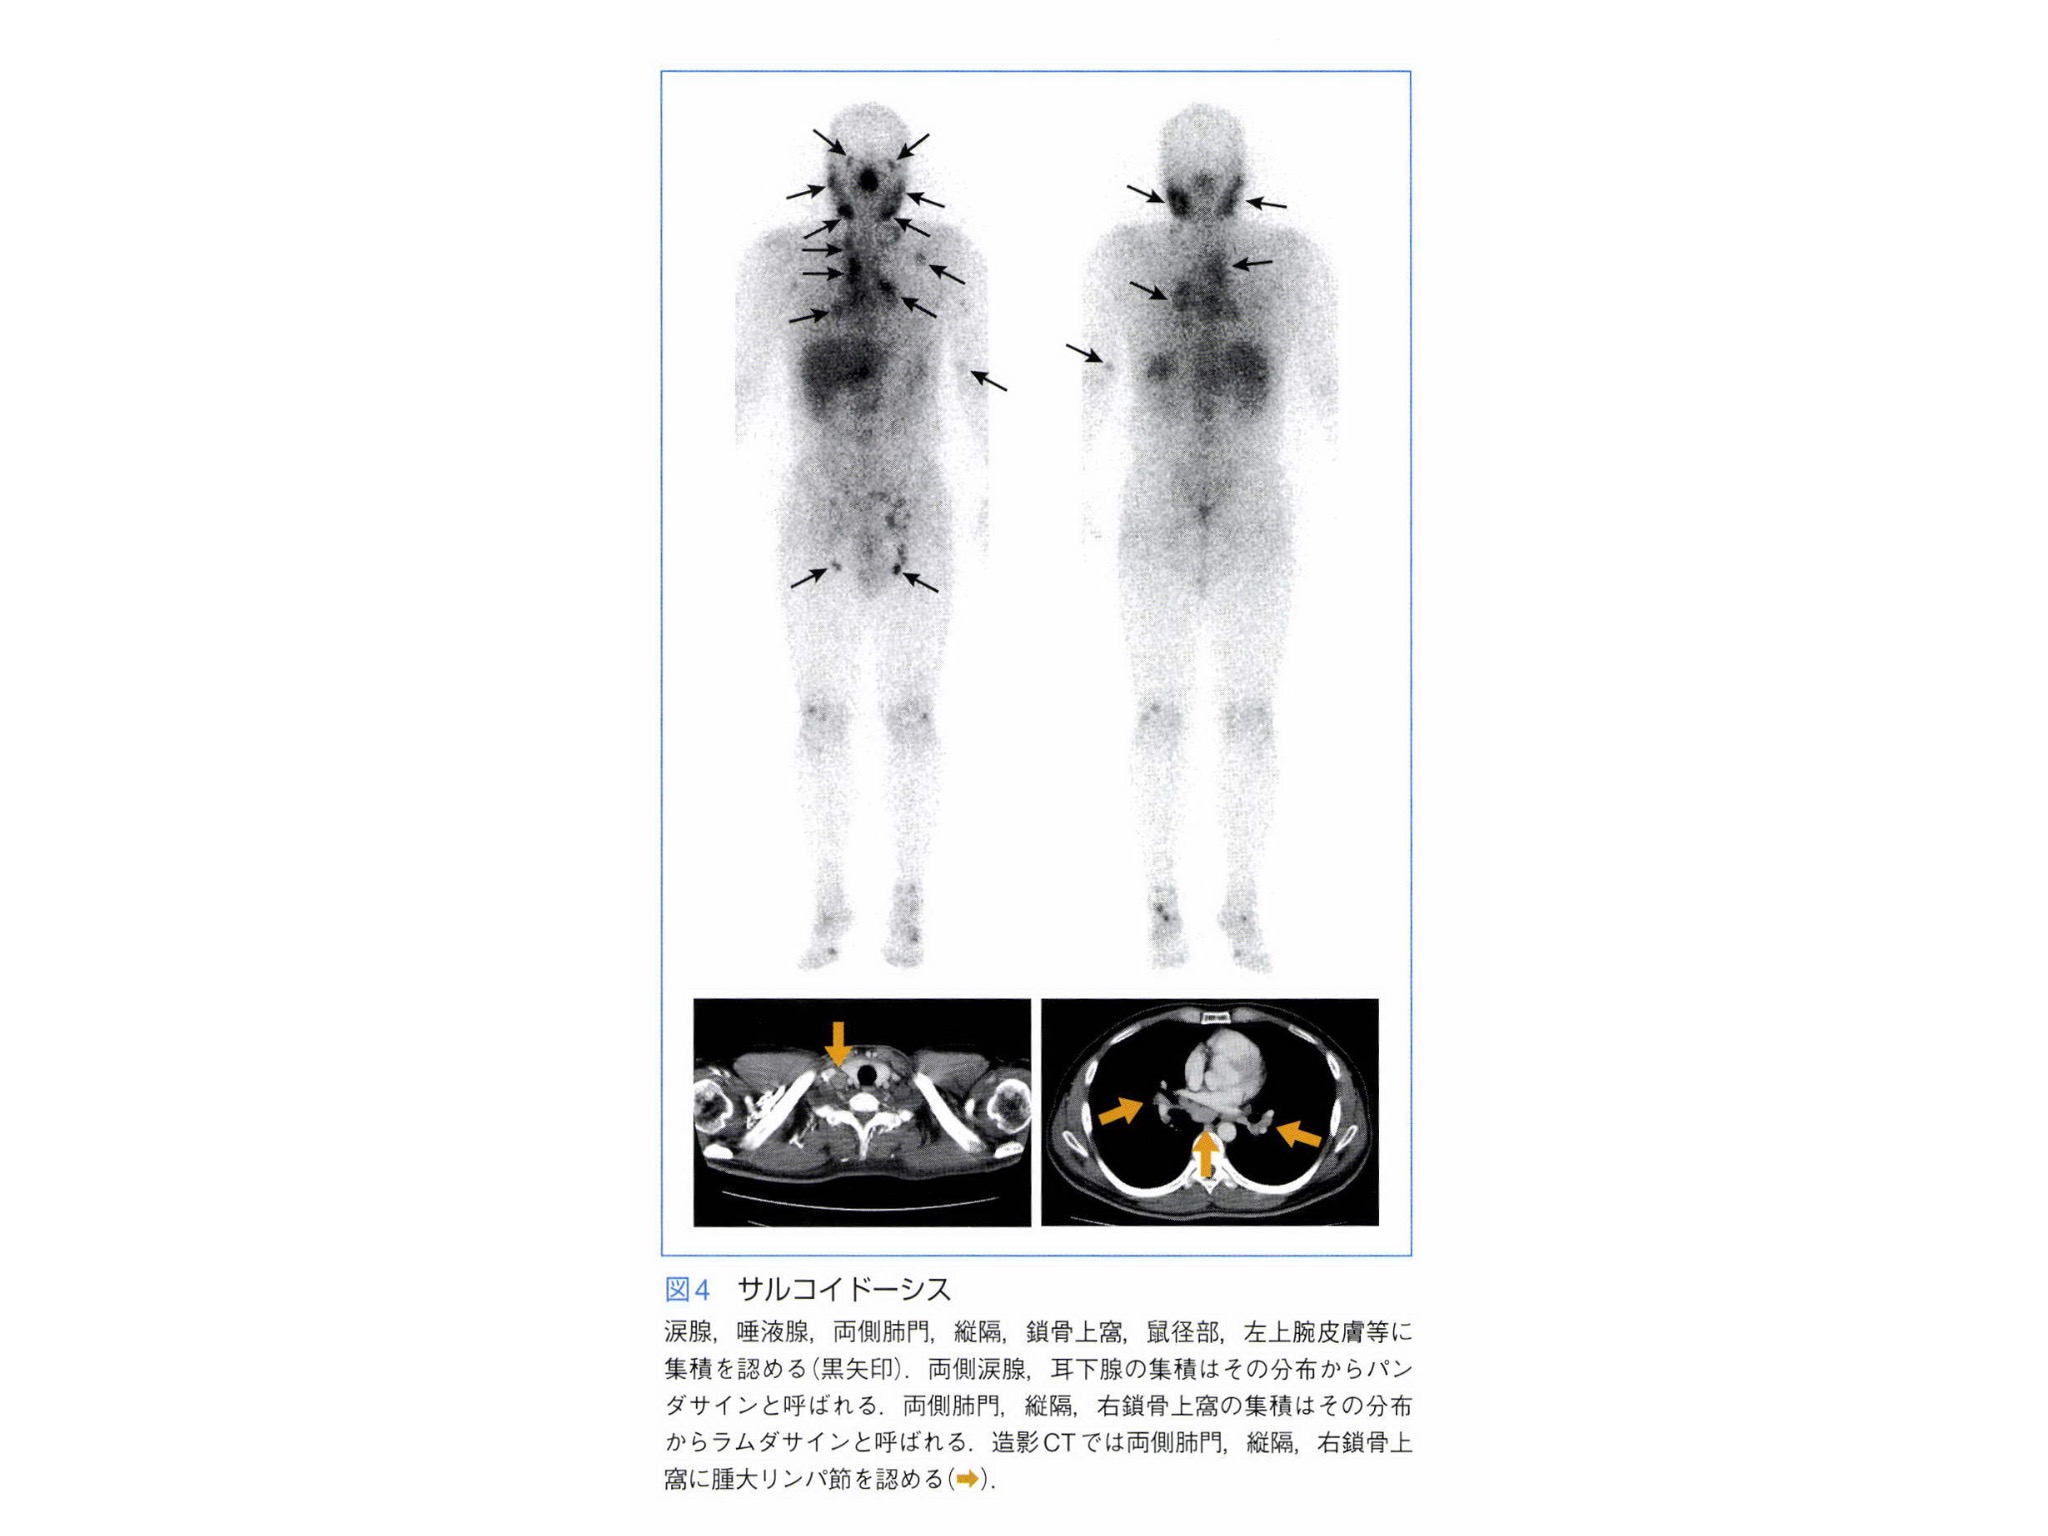 図4 サルコイドーシス
涙腺，唾液腺，両側肺門，縦隔，鎖骨上窩，鼠径部，左上腕皮膚等に
集積を認める（黒矢印）．両側涙腺，耳下腺の集積はその分布からパン
ダサインと呼ばれる．両側肺門，縦隔，右鎖骨上窩の集積はその分布
からラムダサインと呼ばれる．造影CTでは両側肺門，縦隔，右鎖骨上
窩に腫大リンパ節を認める（➡）．